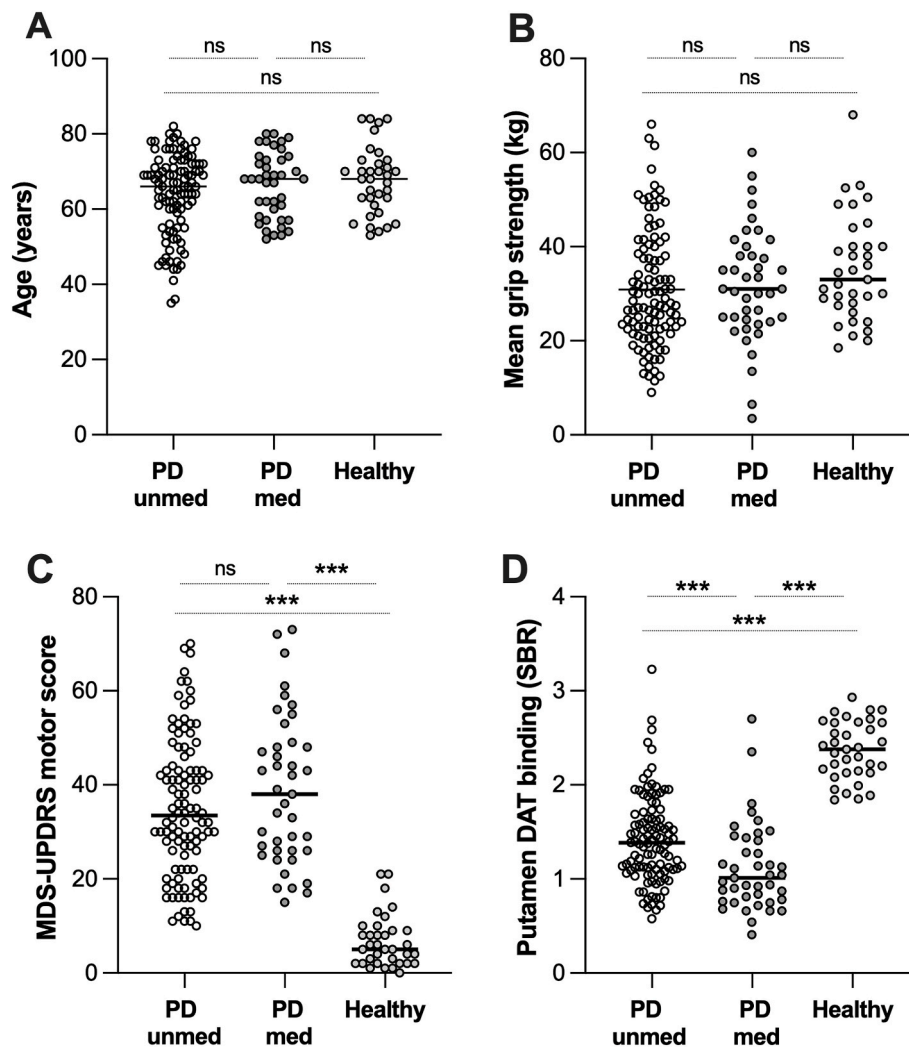 A
ns
ns
ns
100
80
60
40
20
0
Age (years)
PD
unmed
PD
med
Healthy
B
ns
ns
ns
80
60
40
20
0
Mean grip strength (kg)
PD
unmed
PD
med
Healthy
C
ns
***
***
80
60
40
20
0
MDS-UPDRS motor score
PD
unmed
PD
med
Healthy
D
***
***
***
4
3
2
1
0
Putamen DAT binding (SBR)
PD
unmed
PD
med
Healthy